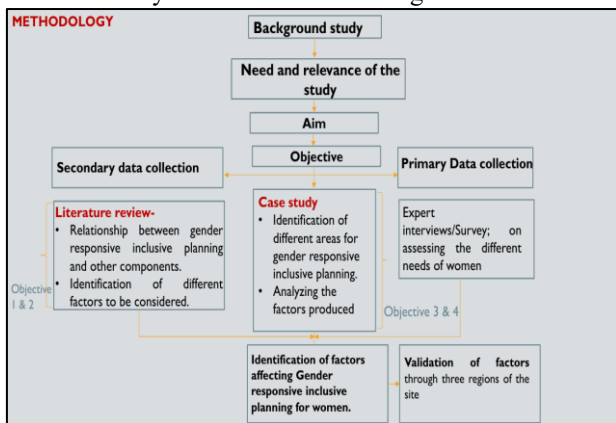 METHODOLOGY
Background study
Need and relevance of the
study
Aim
Objective
Secondary data collection
Primary Data collection
Literature review-
• Relationship between gender
responsive inclusive planning
and other components.
• Identification of different
factors to be considered.
Objective
1 & 2
Case study
• Identification of
different areas for
gender responsive
inclusive planning.
• Analyzing the
factors produced
Expert
interviews/Survey; on
assessing the different
needs of women
Objective 3 & 4
Identification of factors
affecting Gender
responsive inclusive
planning for women.
Validation of factors
through three regions of the
site